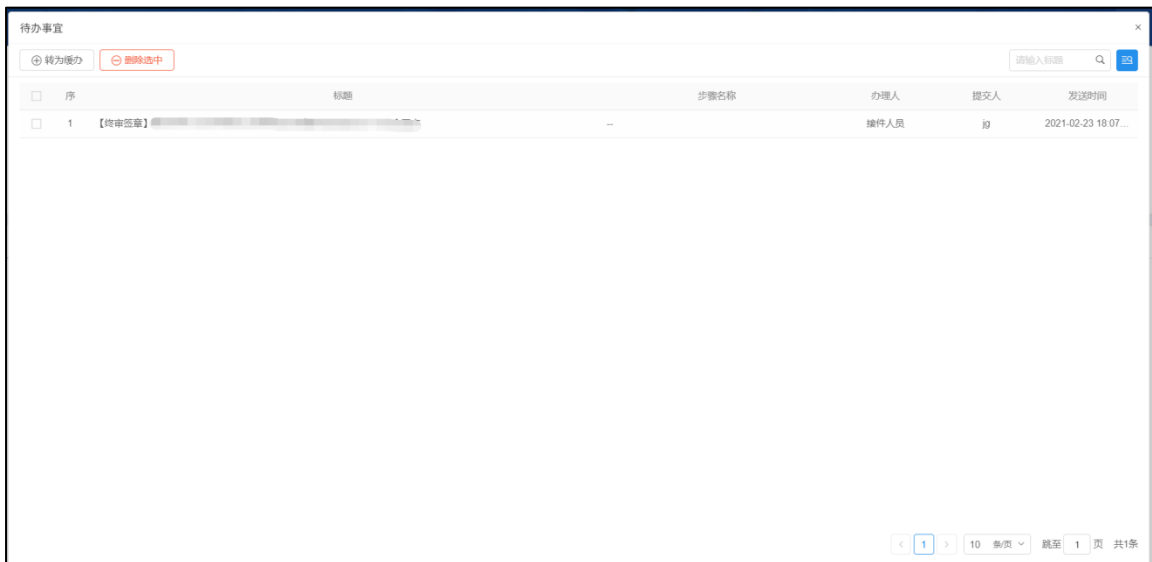 待办事宜 ×
转为缓办 删除选中 请输入标题
序 标题 步骤名称 办理人 提交人 发送时间
1 【终审签章】 -- 接件人员 jg 2021-02-23 18:07...
< 1 > 10 条/页 跳至 1 页 共1条